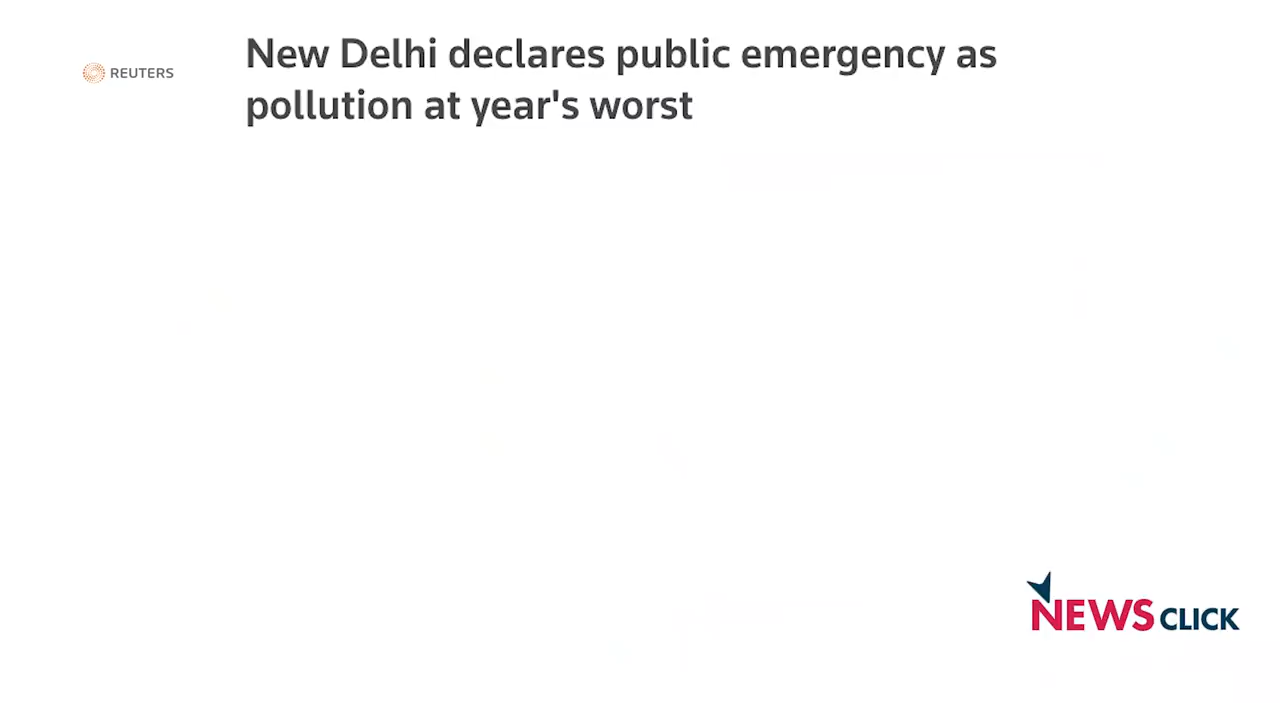 REUTERS
New Delhi declares public emergency as
pollution at year's worst
NEWS CLICK